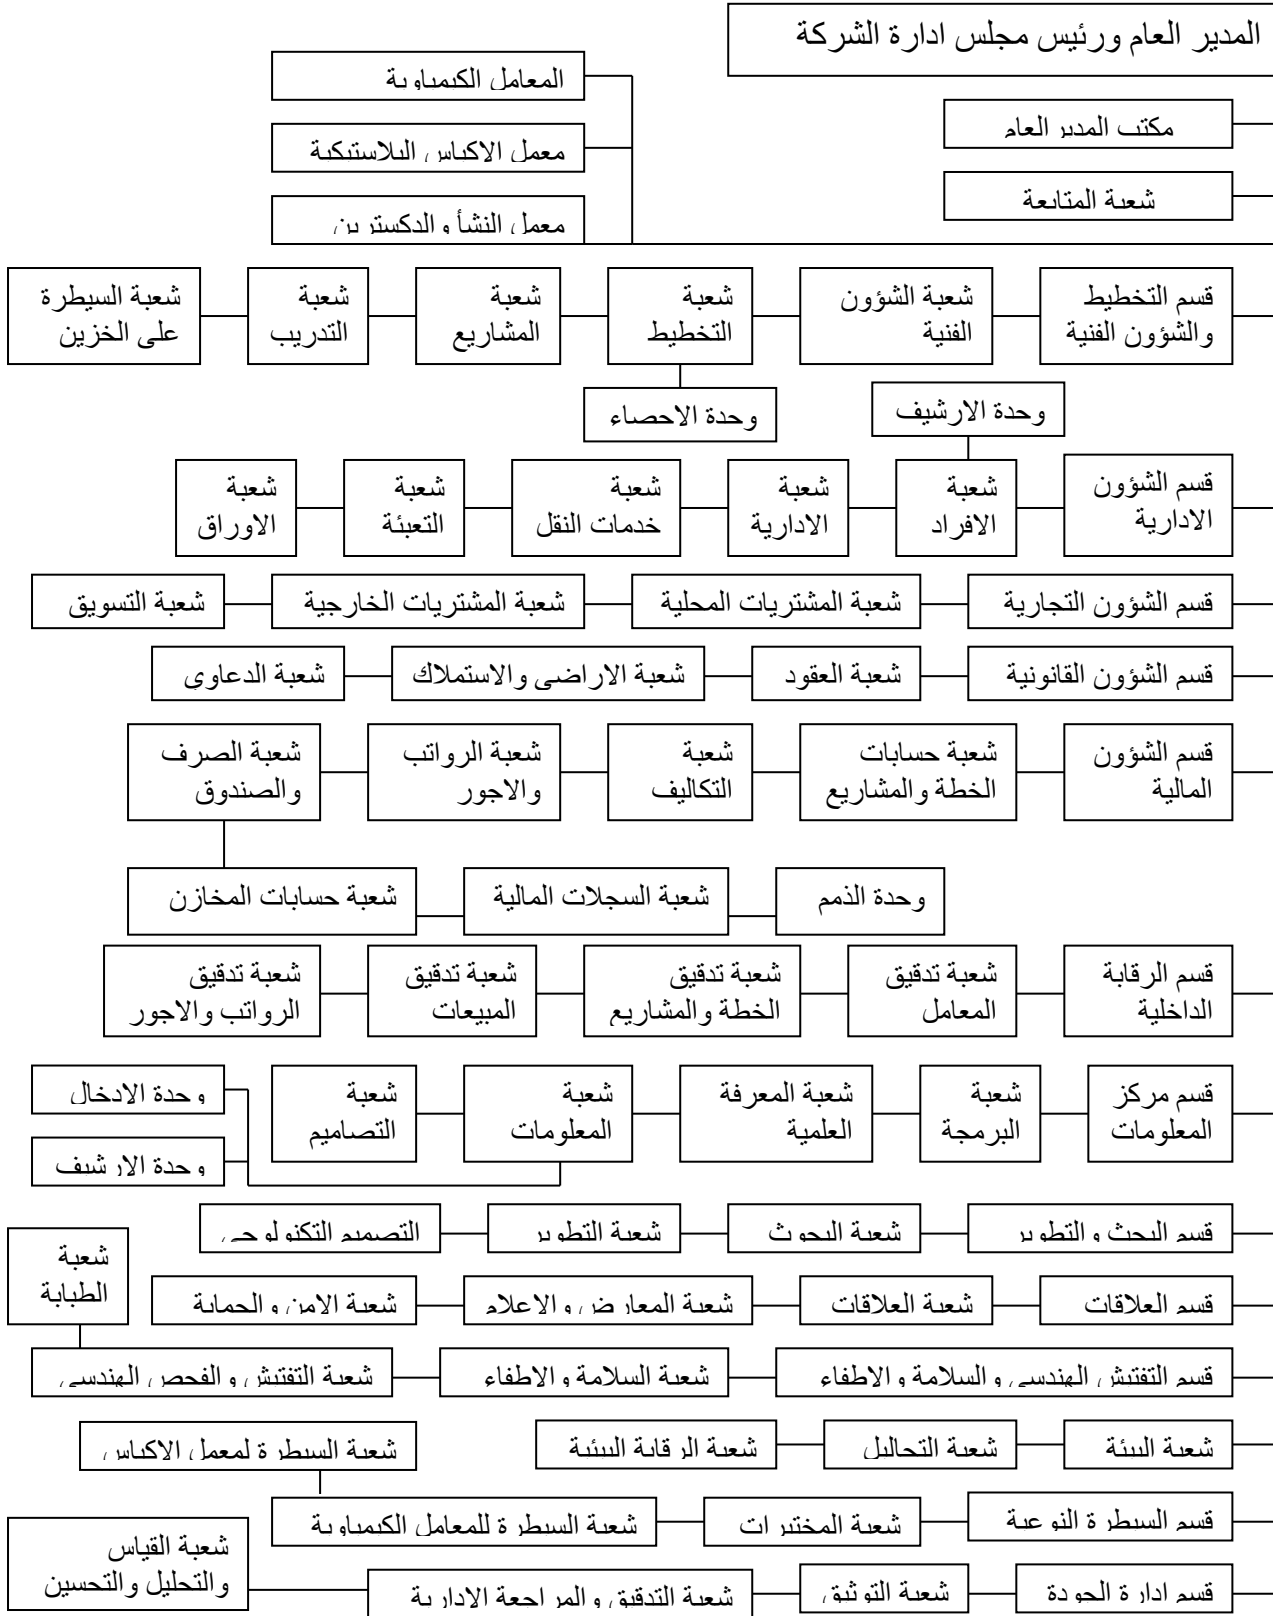 المدير العام ورئيس مجلس ادارة الشركة
المعامل الكيمياوية
مكتب المدير العام
معمل الاكياس البلاستيكية
شعبة المتابعة
معمل النشأ والدكسترين
قسم التخطيط
والشؤون الفنية
شعبة الشؤون
الفنية
شعبة
التخطيط
شعبة
المشاريع
شعبة
التدريب
شعبة السيطرة
على الخزين
وحدة الارشيف
وحدة الاحصاء
قسم الشؤون
الادارية
شعبة
الافراد
شعبة
الادارية
شعبة
خدمات النقل
شعبة
التعبئة
شعبة
الاوراق
قسم الشؤون التجارية
شعبة المشتريات المحلية
شعبة المشتريات الخارجية
شعبة التسويق
قسم الشؤون القانونية
شعبة العقود
شعبة الاراضي والاستملاك
شعبة الدعاوي
قسم الشؤون
المالية
شعبة حسابات
الخطة والمشاريع
شعبة
التكاليف
شعبة الرواتب
والاجور
شعبة الصرف
والصندوق
وحدة الذمم
شعبة السجلات المالية
شعبة حسابات المخازن
قسم الرقابة
الداخلية
شعبة تدقيق
المعامل
شعبة تدقيق
الخطة والمشاريع
شعبة تدقيق
المبيعات
شعبة تدقيق
الرواتب والاجور
قسم مركز
المعلومات
شعبة
البرمجة
شعبة المعرفة
العلمية
شعبة
المعلومات
شعبة
التصاميم
وحدة الادخال
وحدة الارشيف
قسم البحث والتطوير
شعبة البحوث
شعبة التطوير
التصميم التكنولوجي
شعبة
الطبابة
قسم العلاقات
شعبة العلاقات
شعبة المعارض والاعلام
شعبة الامن والحماية
قسم التفتيش الهندسي والسلامة والاطفاء
شعبة السلامة والاطفاء
شعبة التفتيش والفحص الهندسي
شعبة البيئة
شعبة التحاليل
شعبة الرقابة البيئية
شعبة السيطرة لمعمل الاكياس
قسم السيطرة النوعية
شعبة المختبرات
شعبة السيطرة للمعامل الكيمياوية
شعبة القياس
والتحليل والتحسين
قسم ادارة الجودة
شعبة التوثيق
شعبة التدقيق والمراجعة الادارية